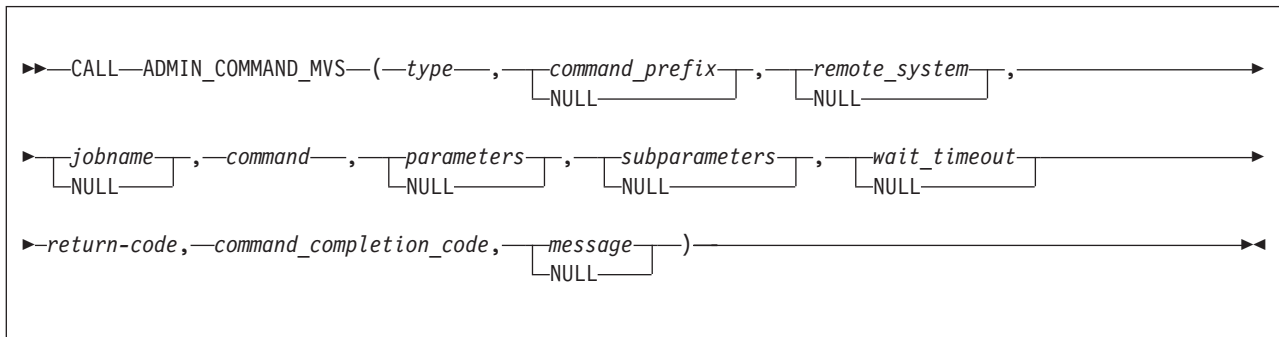 CALL ADMIN_COMMAND_MVS ( type , command_prefix , remote_system ,
NULL NULL
jobname , command , parameters , subparameters , wait_timeout
NULL NULL NULL NULL
return-code, command_completion_code, message )
NULL